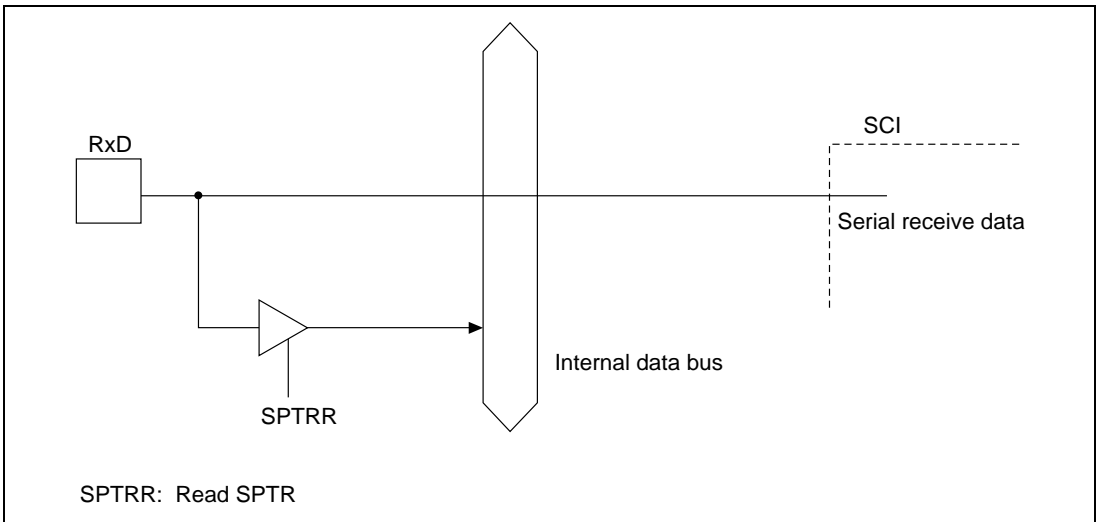 SCI
RxD
Serial receive data
Internal data bus
SPTRR
SPTRR: Read SPTR